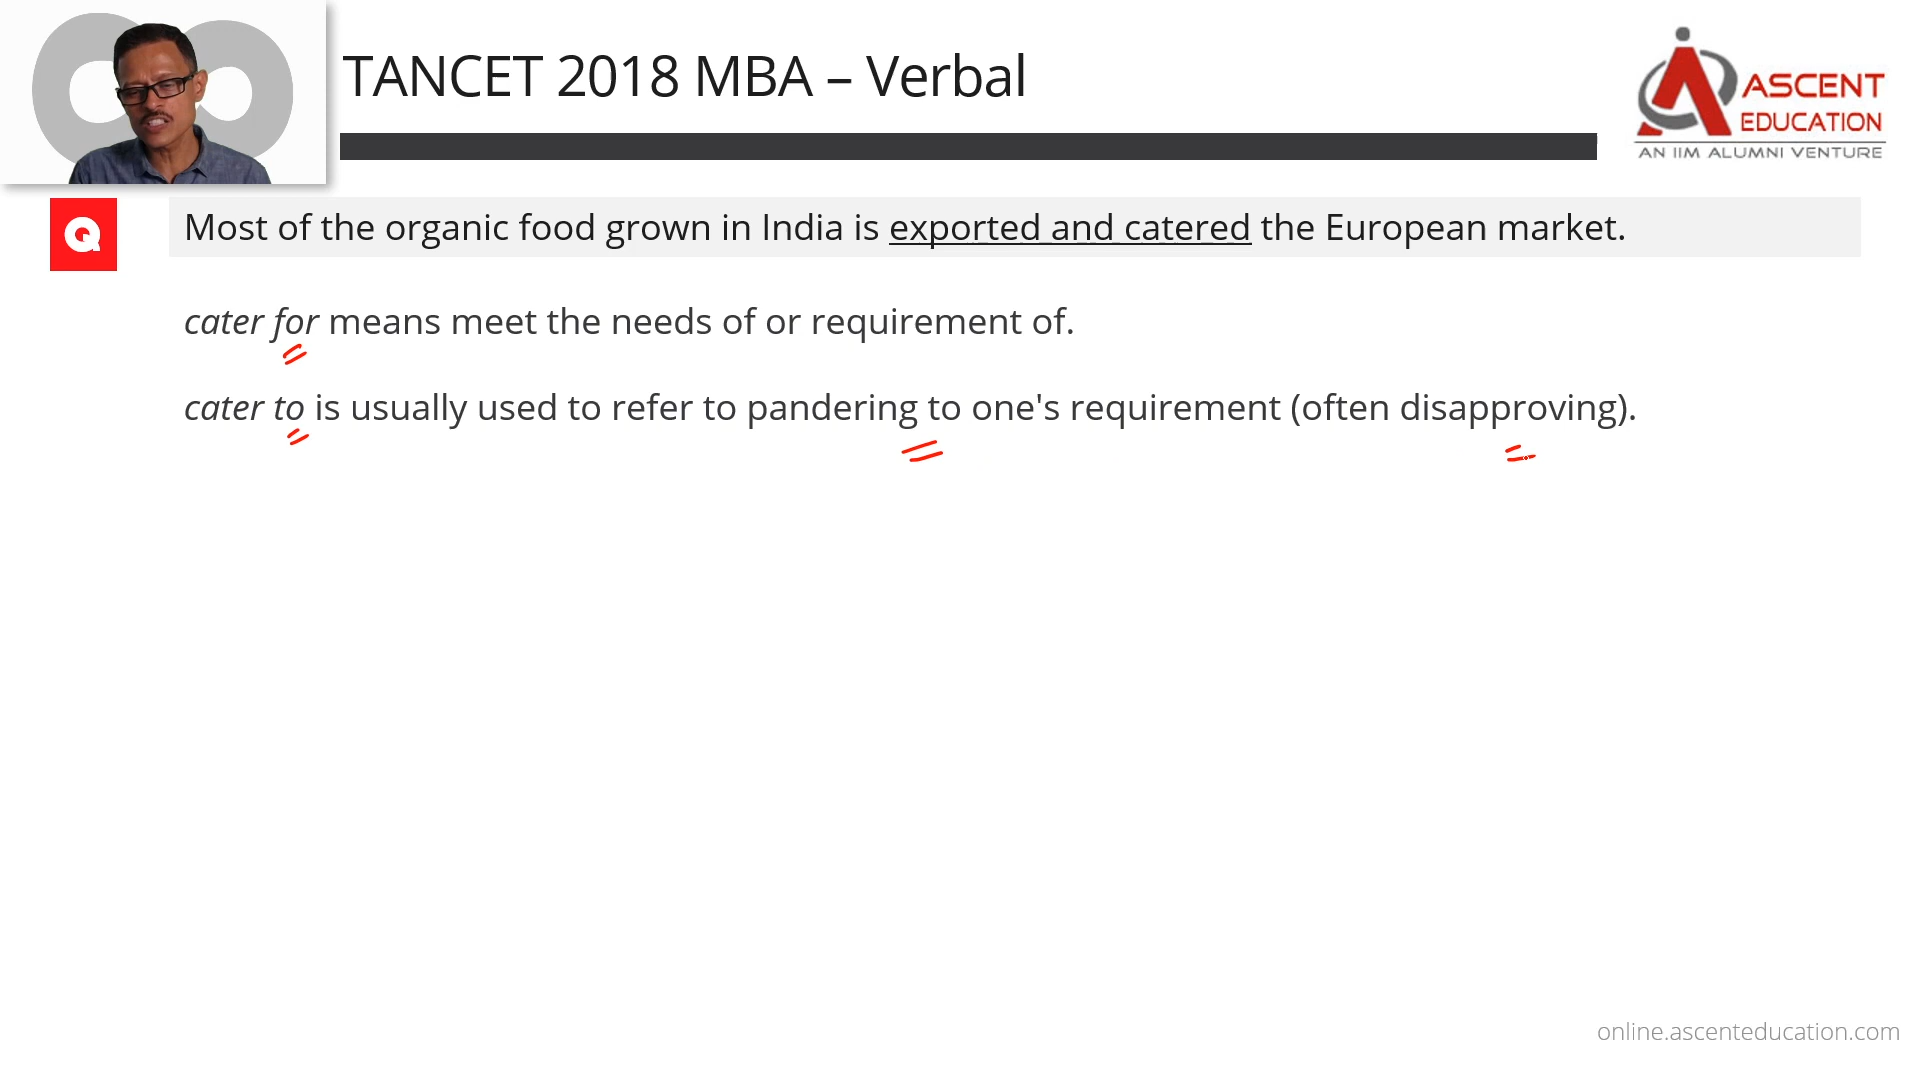 TANCET 2018 MBA – Verbal
ASCENT
EDUCATION
AN IIM ALUMNI VENTURE
Q
Most of the organic food grown in India is exported and catered the European market.
cater for means meet the needs of or requirement of.
cater to is usually used to refer to pandering to one's requirement (often disapproving).
online.ascenteducation.com